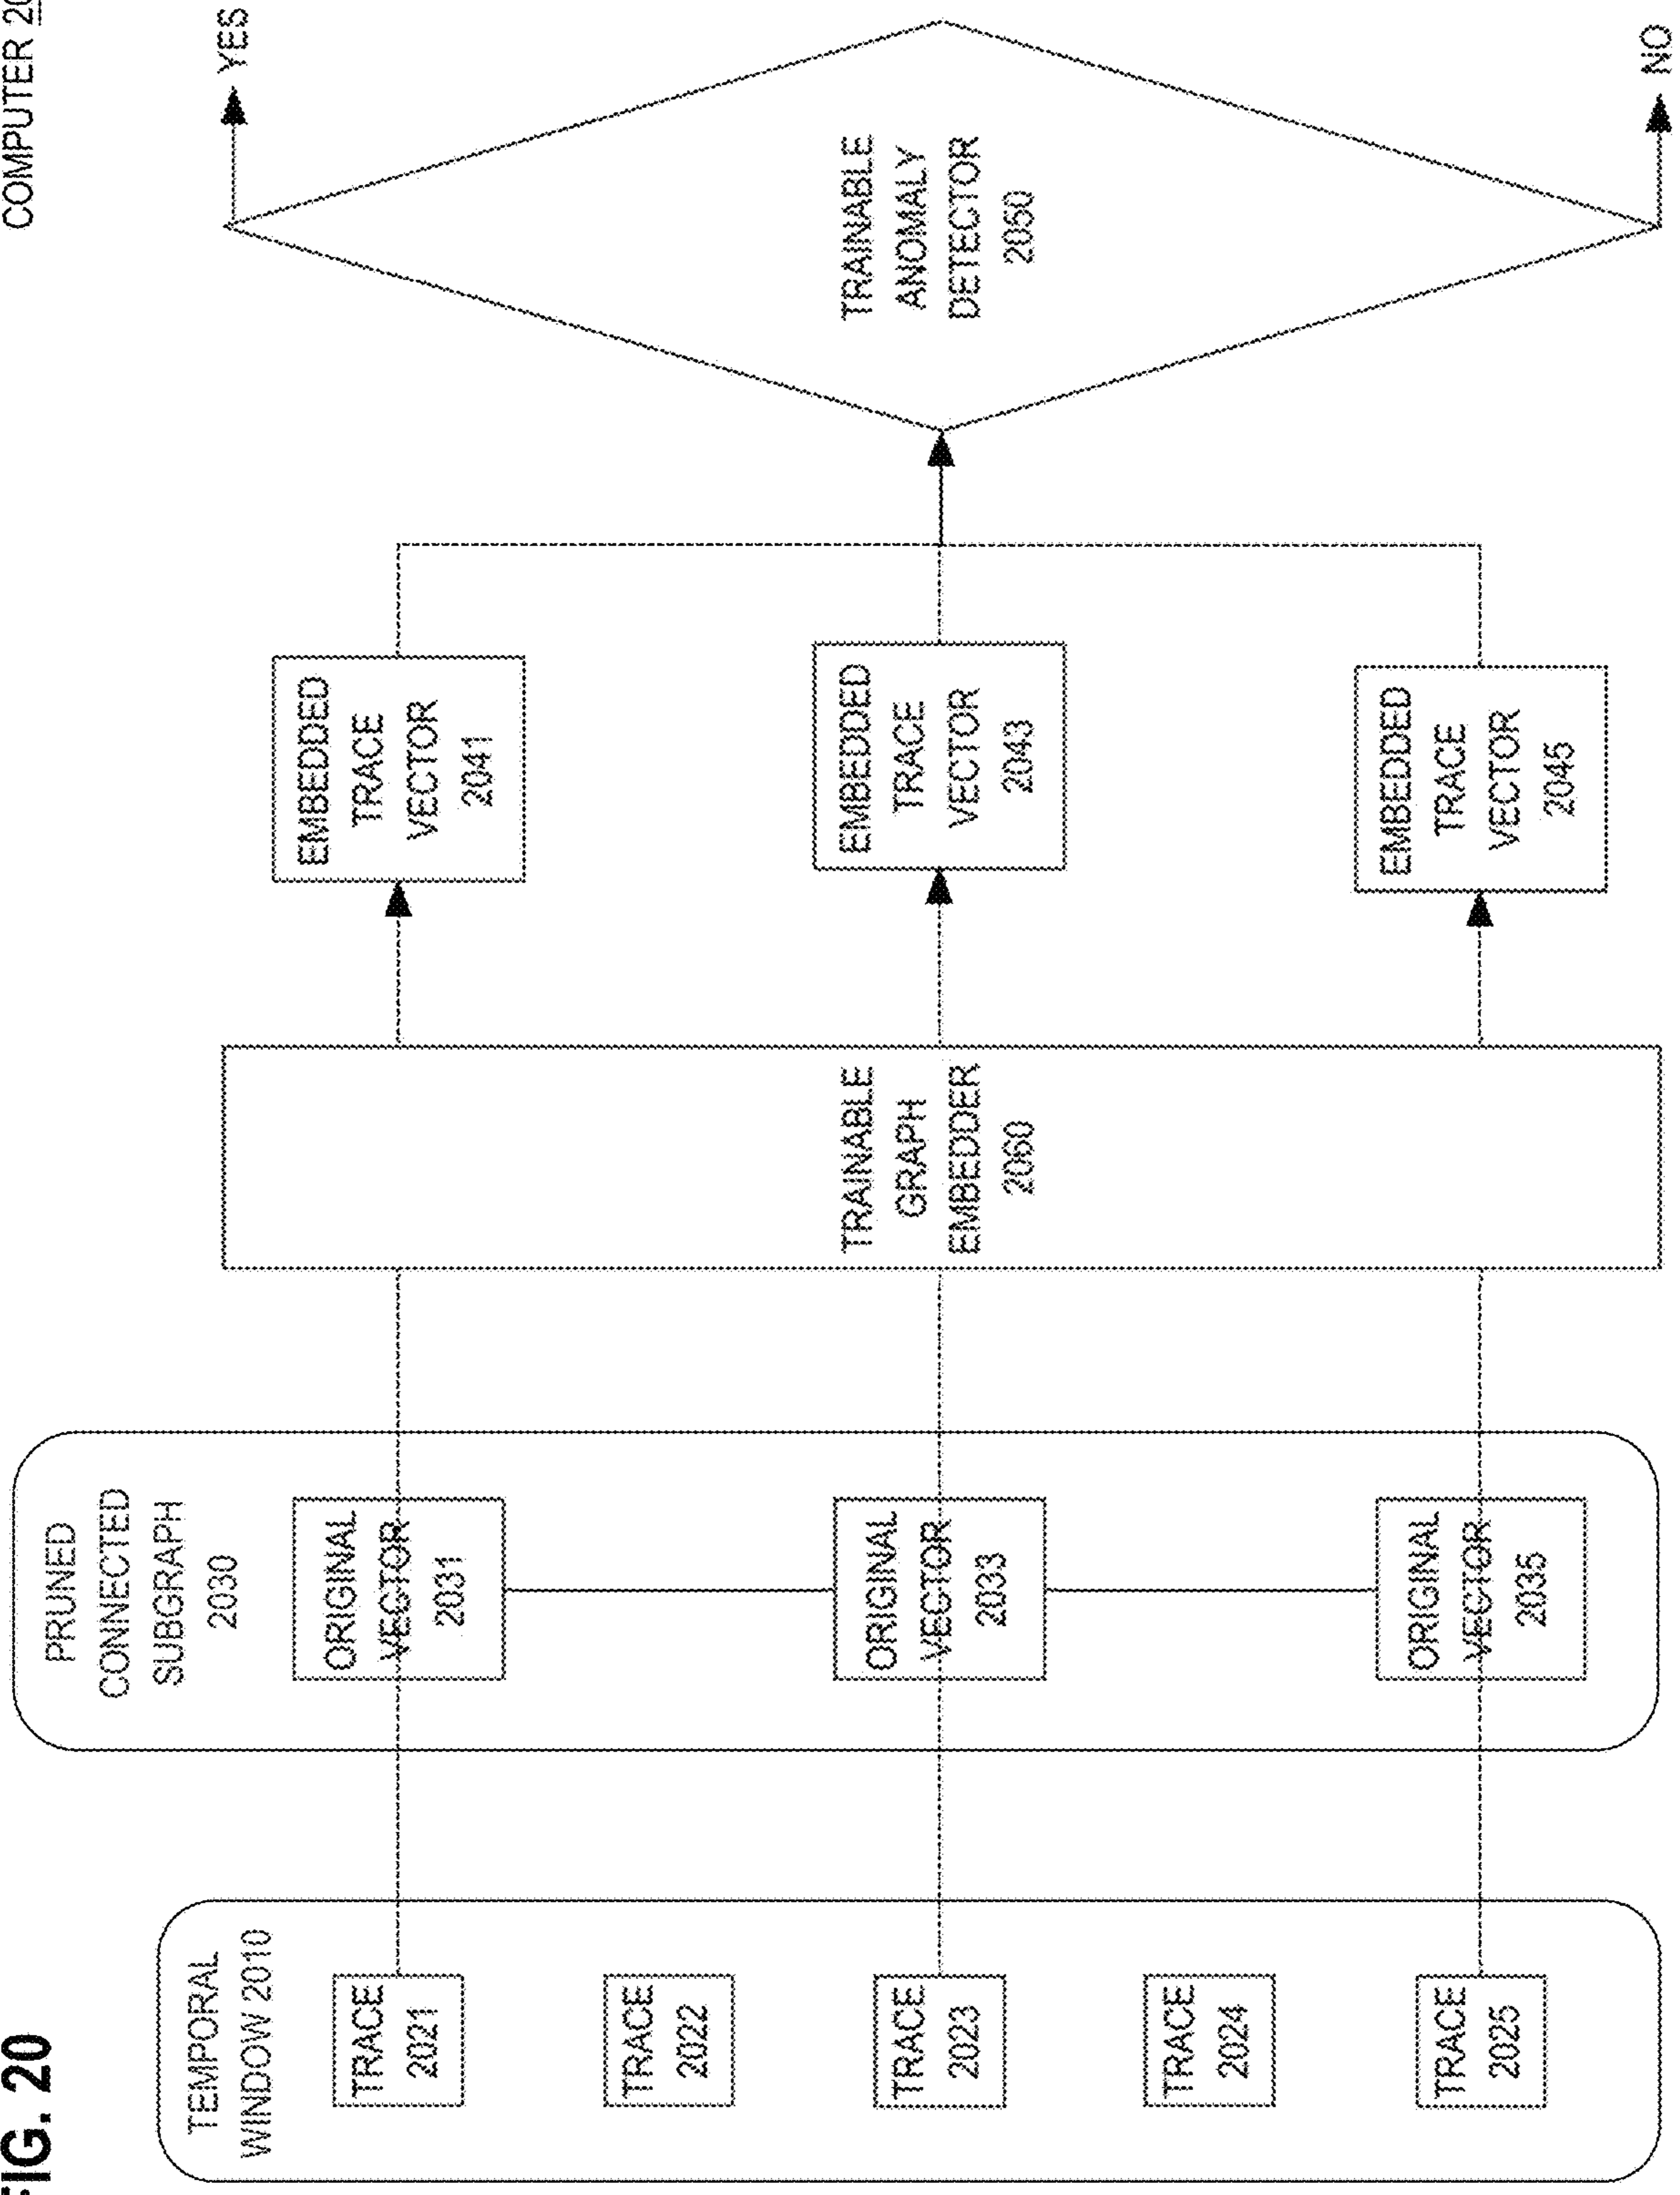 FIG. 20
COMPUTER
TEMPORAL
WINDOW 2010
TRACE
2021
TRACE
2022
TRACE
2023
TRACE
2024
TRACE
2025
PRUNED
CONNECTED
SUBGRAPH
2030
ORIGINAL
VECTOR
2031
ORIGINAL
VECTOR
2033
ORIGINAL
VECTOR
2035
TRAINABLE
GRAPH
EMBEDDER
2060
EMBEDDED
TRACE
VECTOR
2041
EMBEDDED
TRACE
VECTOR
2043
EMBEDDED
TRACE
VECTOR
2045
TRAINABLE
ANOMALY
DETECTOR
2050
YES
NO